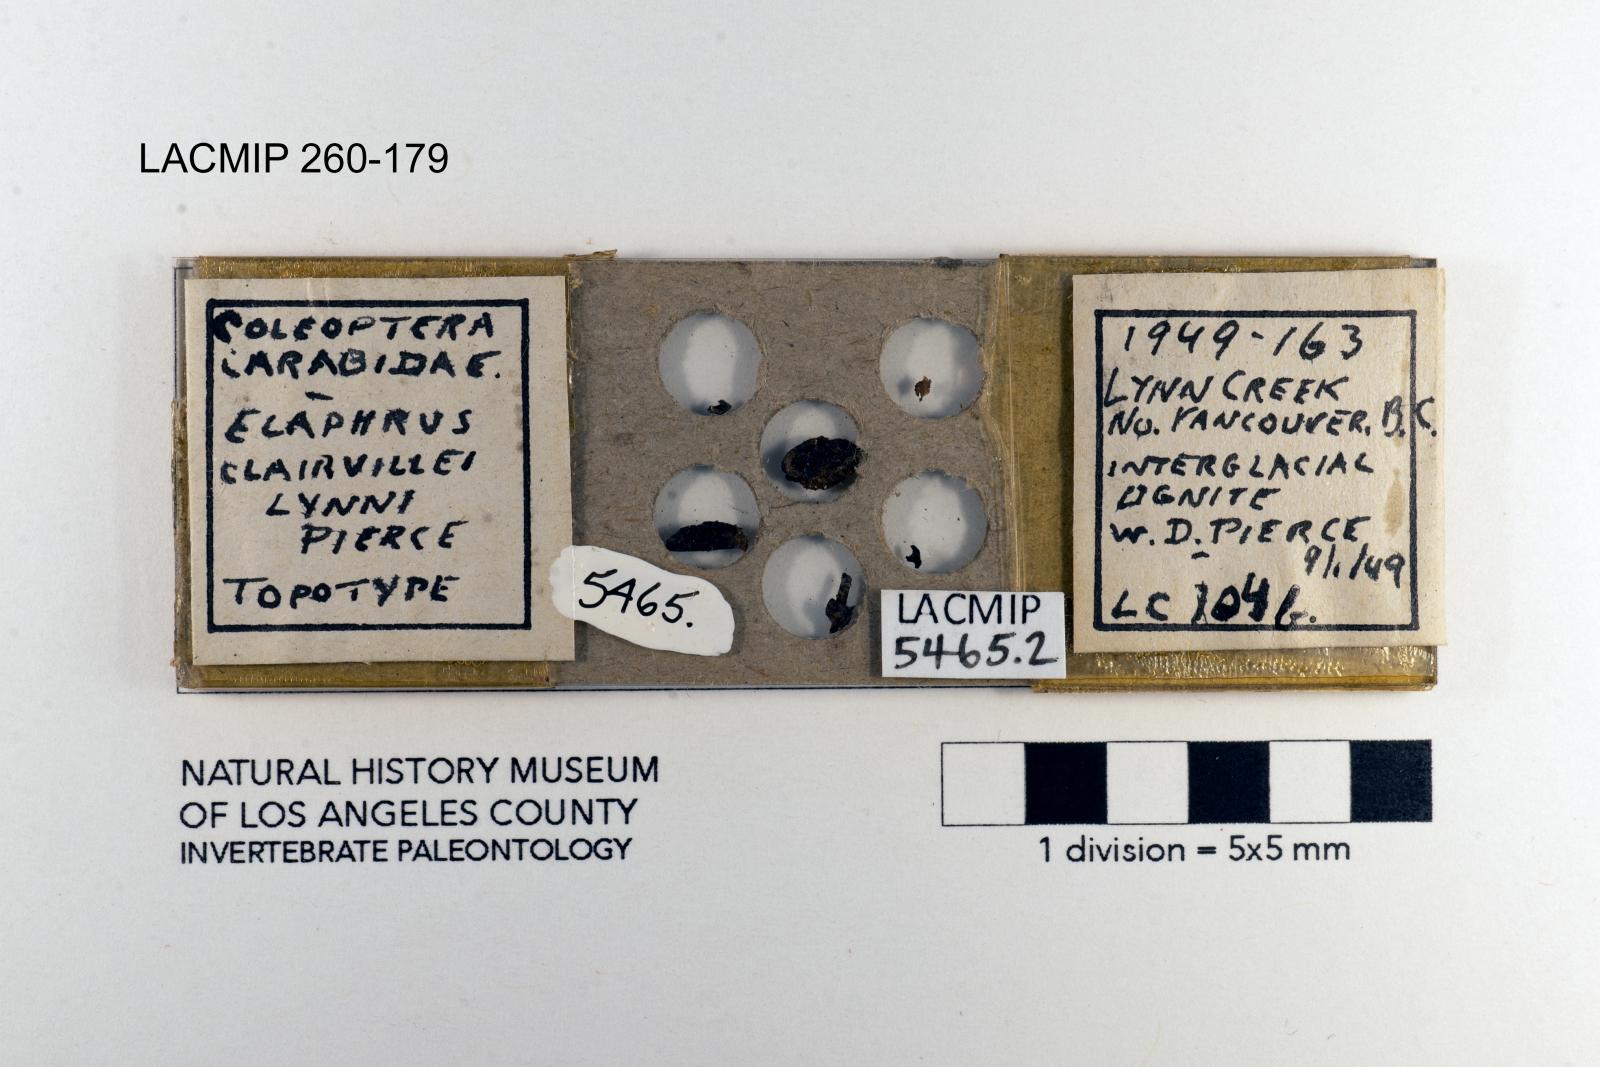 LACMIP 260-179
COLEOPTERA
CARABIDAE.
ELAPHRUS
CLAIRVILLEI
LYNNI
PIERCE
TOPOTYPE
5465.
LACMIP
5465.2
1949-163
LYNN CREEK
NO. VANCOUVER, B.C.
INTERGLACIAL
LIGNITE
W. D. PIERCE
9/1/49
LC 104b.
NATURAL HISTORY MUSEUM
OF LOS ANGELES COUNTY
INVERTEBRATE PALEONTOLOGY
1 division = 5x5 mm